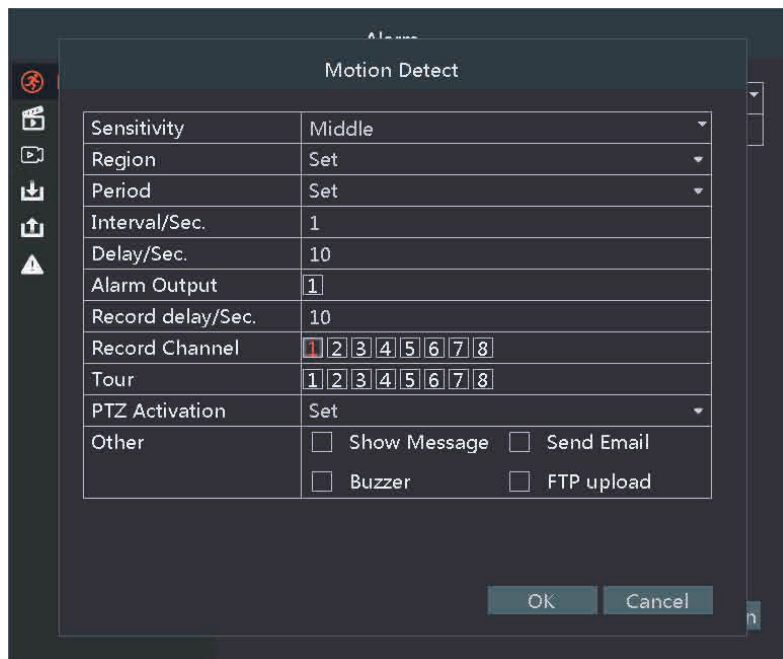 Motion Detect
Sensitivity Middle
Region Set
Period Set
Interval/Sec. 1
Delay/Sec. 10
Alarm Output 1
Record delay/Sec. 10
Record Channel 1 2 3 4 5 6 7 8
Tour 1 2 3 4 5 6 7 8
PTZ Activation Set
Other Show Message Send Email
Buzzer FTP upload
OK Cancel